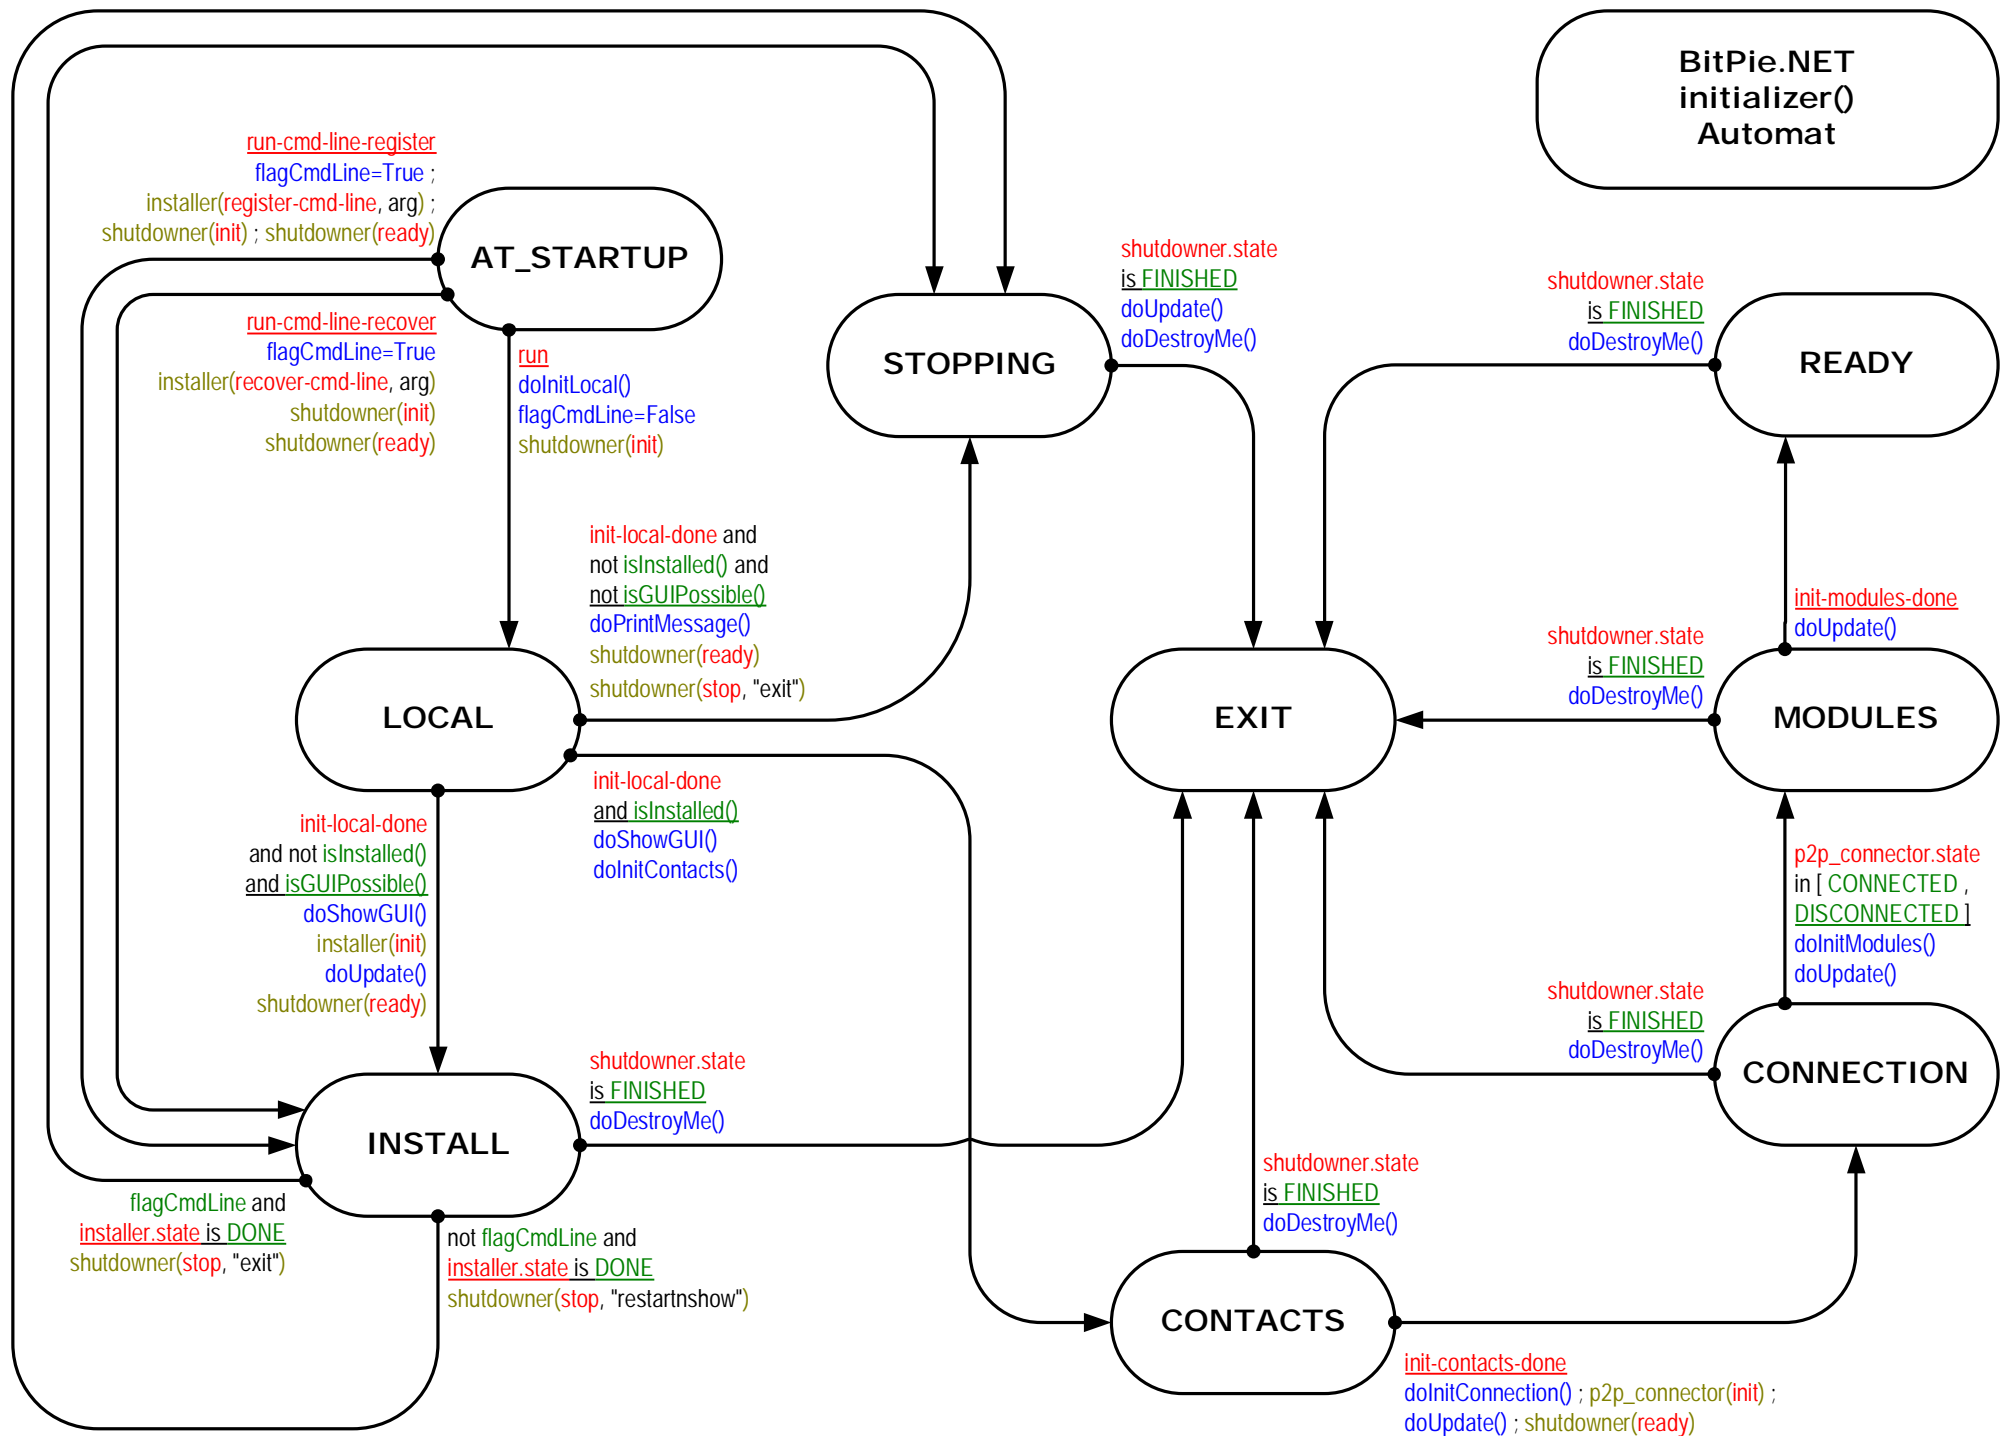 BitPie.NET
initializer()
Automat
run-cmd-line-register
flagCmdLine=True ;
installer(register-cmd-line, arg) ;
shutdowner(init) ; shutdowner(ready)
AT_STARTUP
run-cmd-line-recover
flagCmdLine=True
installer(recover-cmd-line, arg)
shutdowner(init)
shutdowner(ready)
run
doInitLocal()
flagCmdLine=False
shutdowner(init)
STOPPING
shutdowner.state
is FINISHED
doUpdate()
doDestroyMe()
shutdowner.state
is FINISHED
doDestroyMe()
READY
init-local-done and
not isInstalled() and
not isGUIPossible()
doPrintMessage()
shutdowner(ready)
shutdowner(stop, "exit")
init-modules-done
doUpdate()
shutdowner.state
is FINISHED
doDestroyMe()
LOCAL
EXIT
MODULES
init-local-done
and not isInstalled()
and isGUIPossible()
doShowGUI()
installer(init)
doUpdate()
shutdowner(ready)
init-local-done
and isInstalled()
doShowGUI()
doInitContacts()
p2p_connector.state
in [ CONNECTED ,
DISCONNECTED ]
doInitModules()
doUpdate()
shutdowner.state
is FINISHED
doDestroyMe()
CONNECTION
shutdowner.state
is FINISHED
doDestroyMe()
INSTALL
flagCmdLine and
installer.state is DONE
shutdowner(stop, "exit")
not flagCmdLine and
installer.state is DONE
shutdowner(stop, "restartnshow")
shutdowner.state
is FINISHED
doDestroyMe()
CONTACTS
init-contacts-done
doInitConnection() ; p2p_connector(init) ;
doUpdate() ; shutdowner(ready)